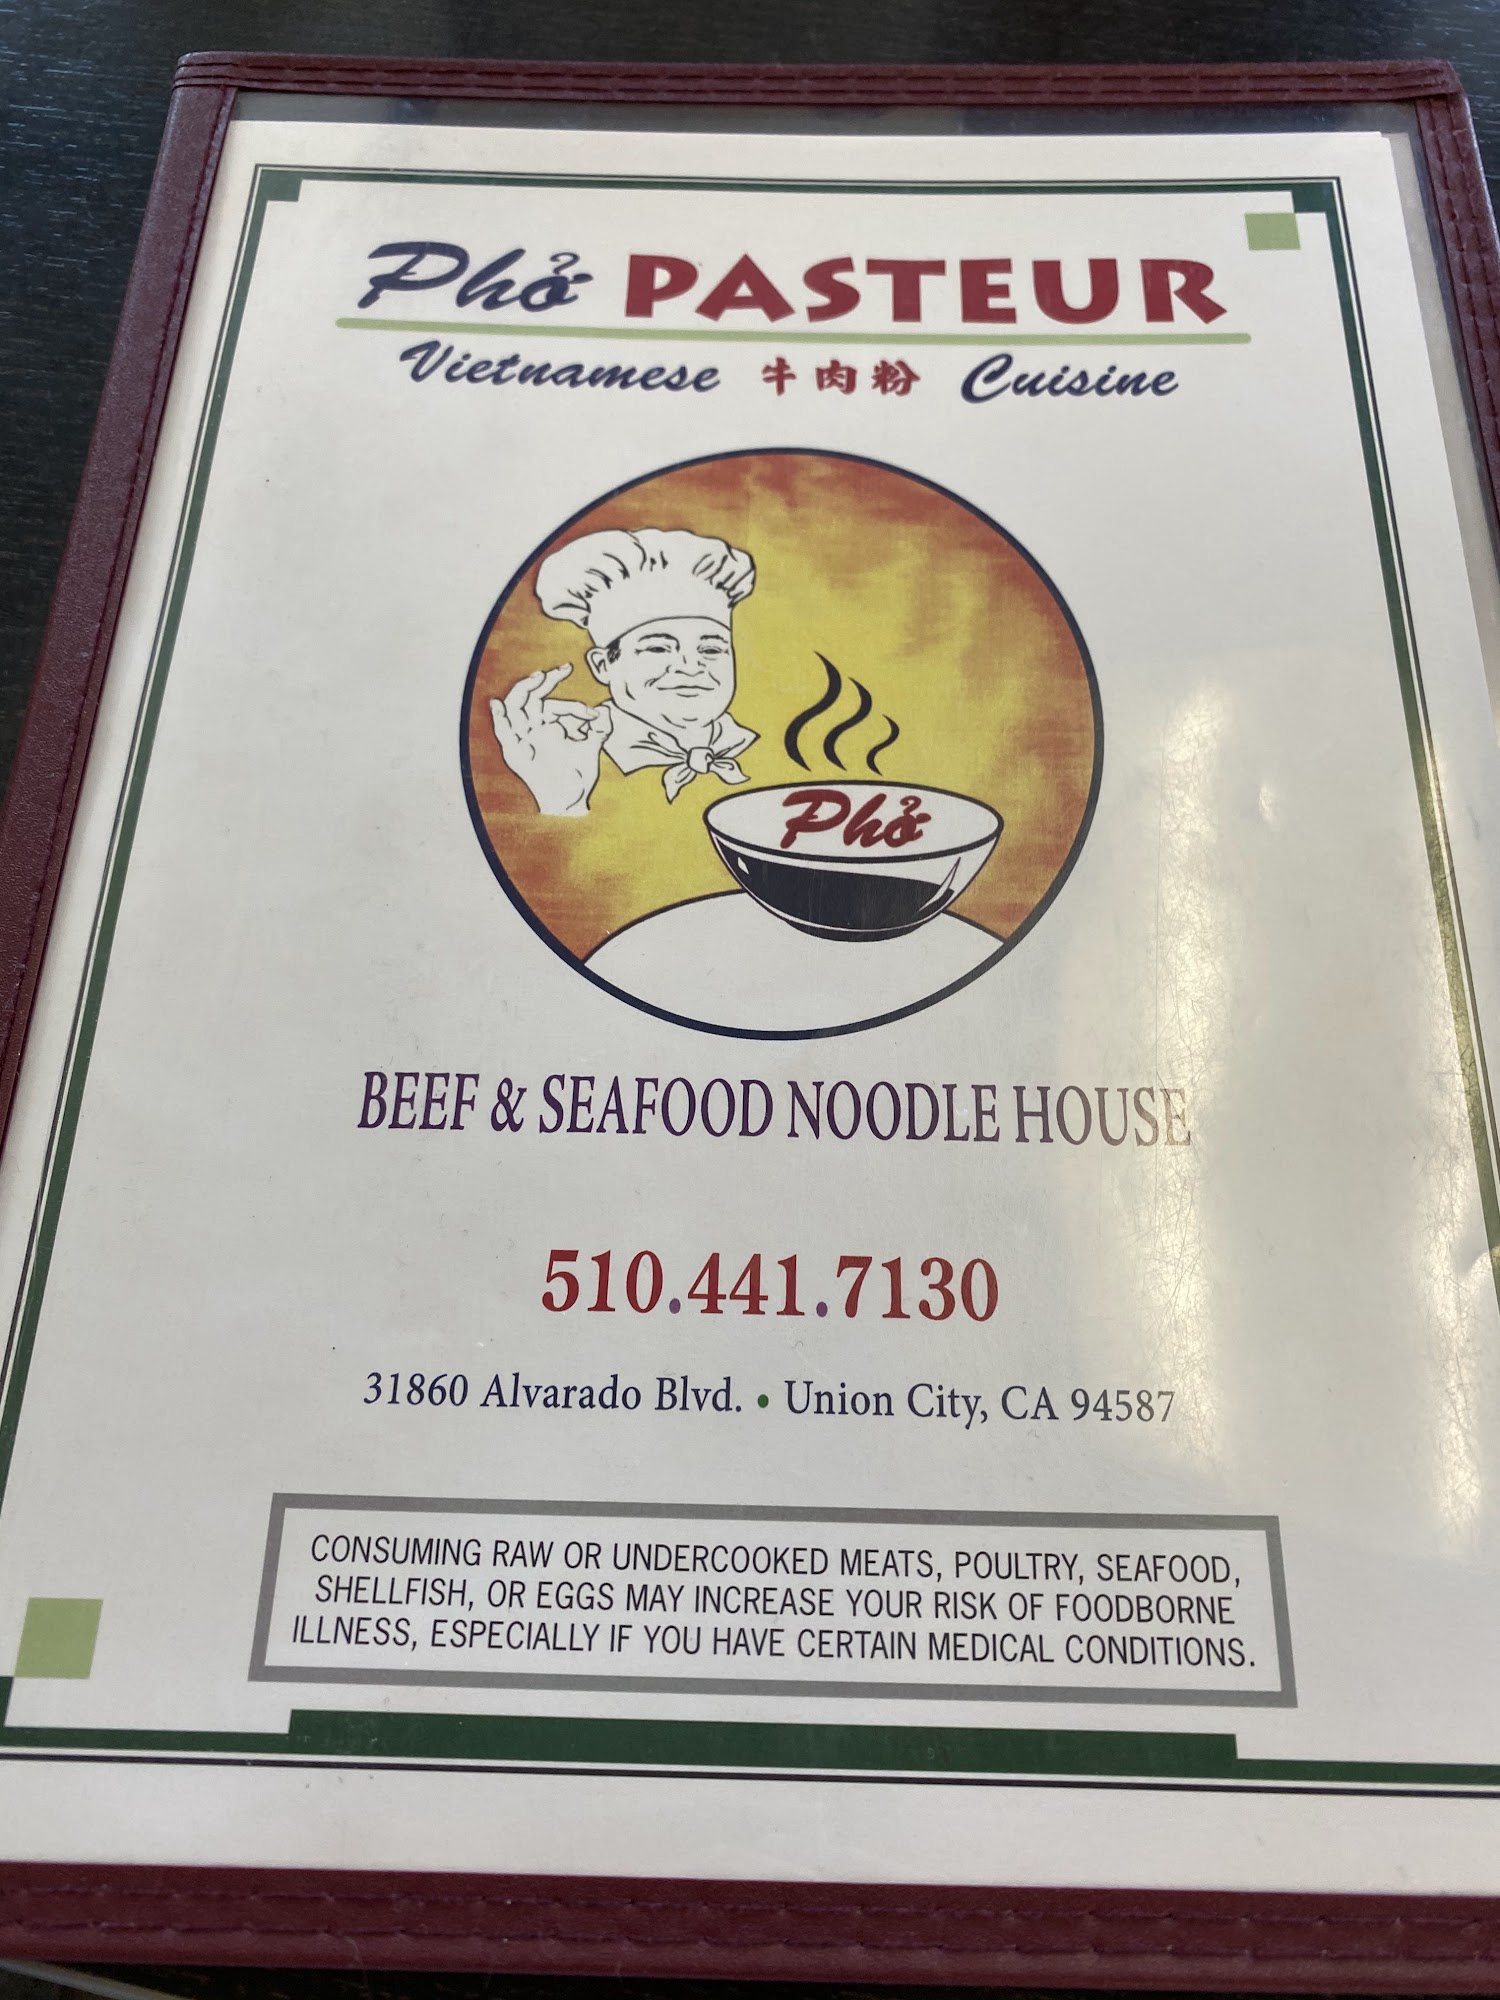 Phở PASTEUR
Vietnamese 牛肉粉 Cuisine
Phở
BEEF & SEAFOOD NOODLE HOUSE
510.441.7130
31860 Alvarado Blvd. • Union City, CA 94587
CONSUMING RAW OR UNDERCOOKED MEATS, POULTRY, SEAFOOD,
SHELLFISH, OR EGGS MAY INCREASE YOUR RISK OF FOODBORNE
ILLNESS, ESPECIALLY IF YOU HAVE CERTAIN MEDICAL CONDITIONS.